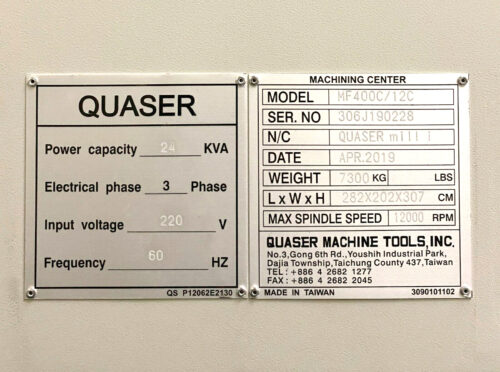 QUASER
Power capacity 24 KVA
Electrical phase 3 Phase
Input voltage 220 V
Frequency 60 HZ
QS P12062E2130
MACHINING CENTER
MODEL MF400C/12C
SER. NO 306J190228
N/C QUASER mill i
DATE APR.2019
WEIGHT 7300 KG LBS
L x W x H 282X202X307 CM
MAX SPINDLE SPEED 12000 RPM
QUASER MACHINE TOOLS, INC.
No.3,Gong 6th Rd.,Youshih Industrial Park,
Dajia Township,Taichung County 437,Taiwan
TEL : +886 4 2682 1277
FAX : +886 4 2682 2045
MADE IN TAIWAN 3090101102